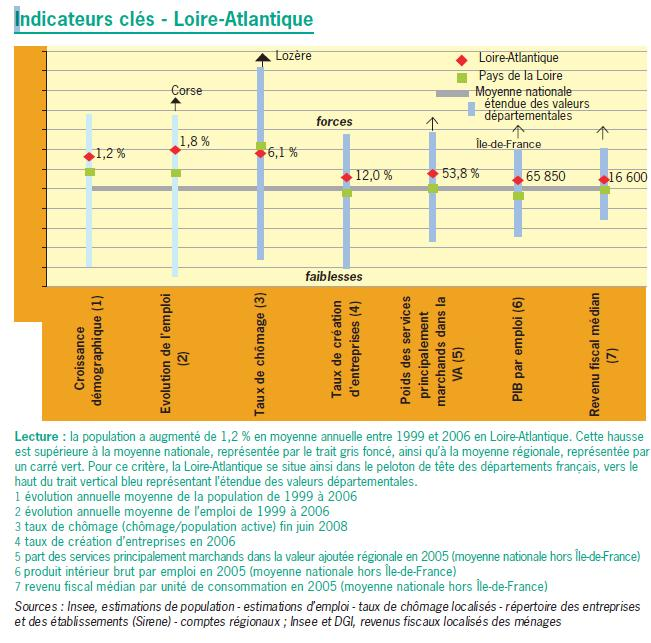 Indicateurs clés - Loire-Atlantique
Lozère
Loire-Atlantique
Pays de la Loire
Moyenne nationale
étendue des valeurs
départementales
Corse
forces
Île-de-France
1,2 %
1,8 %
6,1 %
12,0 %
53,8 %
65 850
16 600
faiblesses
Croissance
démographique (1)
Evolution de l'emploi
(2)
Taux de chômage (3)
Taux de création
d'entreprises (4)
Poids des services
principalement
marchands dans la
VA (5)
PIB par emploi (6)
Revenu fiscal médian
(7)
Lecture : la population a augmenté de 1,2 % en moyenne annuelle entre 1999 et 2006 en Loire-Atlantique. Cette hausse
est supérieure à la moyenne nationale, représentée par le trait gris foncé, ainsi qu'à la moyenne régionale, représentée par
un carré vert. Pour ce critère, la Loire-Atlantique se situe ainsi dans le peloton de tête des départements français, vers le
haut du trait vertical bleu représentant l'étendue des valeurs départementales.
1 évolution annuelle moyenne de la population de 1999 à 2006
2 évolution annuelle moyenne de l'emploi de 1999 à 2006
3 taux de chômage (chômage/population active) fin juin 2008
4 taux de création d'entreprises en 2006
5 part des services principalement marchands dans la valeur ajoutée régionale en 2005 (moyenne nationale hors Île-de-France)
6 produit intérieur brut par emploi en 2005 (moyenne nationale hors Île-de-France)
7 revenu fiscal médian par unité de consommation en 2005 (moyenne nationale hors Île-de-France)
Sources : Insee, estimations de population - estimations d'emploi - taux de chômage localisés - répertoire des entreprises
et des établissements (Sirene) - comptes régionaux ; Insee et DGI, revenus fiscaux localisés des ménages